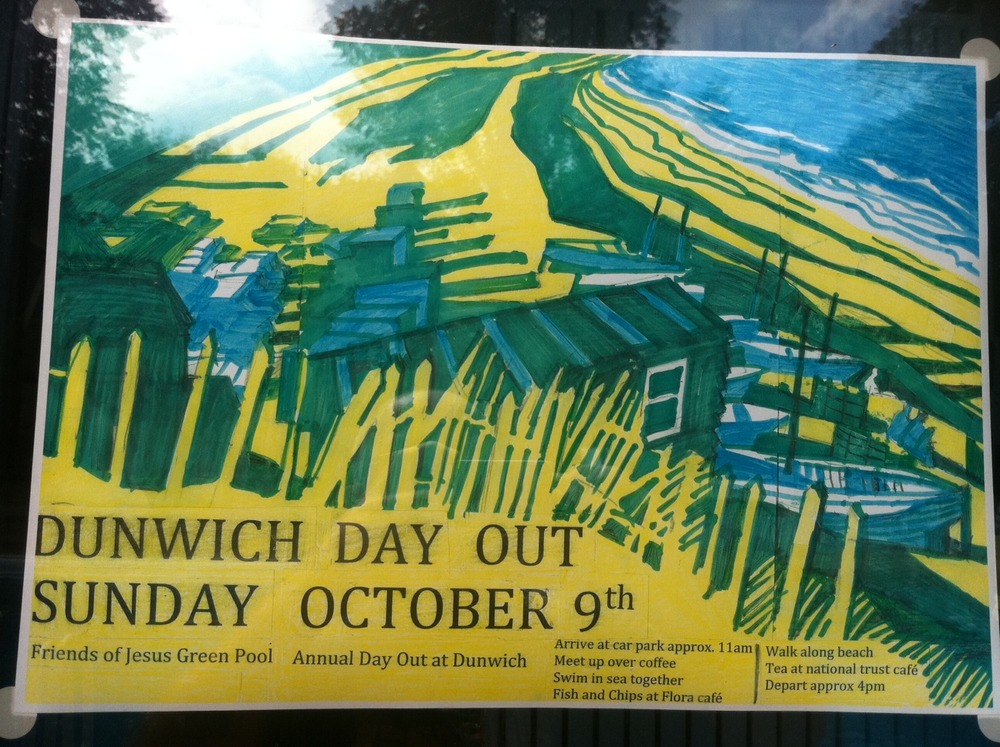 DUNWICH DAY OUT
SUNDAY OCTOBER 9th
Friends of Jesus Green Pool
Annual Day Out at Dunwich
Arrive at car park approx. 11am
Meet up over coffee
Swim in sea together
Fish and Chips at Flora café
Walk along beach
Tea at national trust café
Depart approx 4pm